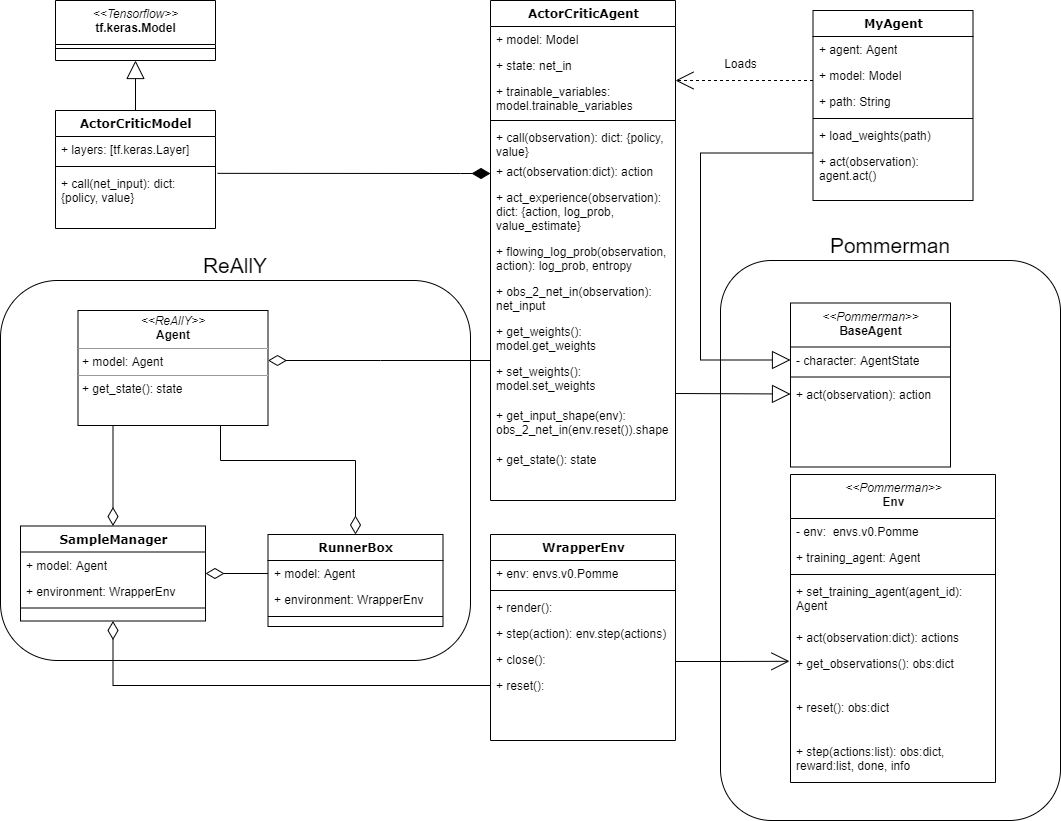 <<Tensorflow>>
tf.keras.Model
ActorCriticModel
+ layers: [tf.keras.Layer]
+ call(net_input): dict:
{policy, value}
ActorCriticAgent
+ model: Model
+ state: net_in
+ trainable_variables:
model.trainable_variables
+ call(observation): dict: {policy,
value}
+ act(observation:dict): action
+ act_experience(observation):
dict: {action, log_prob,
value_estimate}
+ flowing_log_prob(observation,
action): log_prob, entropy
+ obs_2_net_in(observation):
net_input
+ get_weights():
model.get_weights
+ set_weights():
model.set_weights
+ get_input_shape(env):
obs_2_net_in(env.reset()).shape
+ get_state(): state
Loads
MyAgent
+ agent: Agent
+ model: Model
+ path: String
+ load_weights(path)
+ act(observation):
agent.act()
ReAllY
<<ReAllY>>
Agent
+ model: Agent
+ get_state(): state
SampleManager
+ model: Agent
+ environment: WrapperEnv
RunnerBox
+ model: Agent
+ environment: WrapperEnv
WrapperEnv
+ env: envs.v0.Pomme
+ render():
+ step(action): env.step(actions)
+ close():
+ reset():
Pommerman
<<Pommerman>>
BaseAgent
- character: AgentState
+ act(observation): action
<<Pommerman>>
Env
- env:  envs.v0.Pomme
+ training_agent: Agent
+ set_training_agent(agent_id):
Agent
+ act(observation:dict): actions
+ get_observations(): obs:dict
+ reset(): obs:dict
+ step(actions:list): obs:dict,
reward:list, done, info